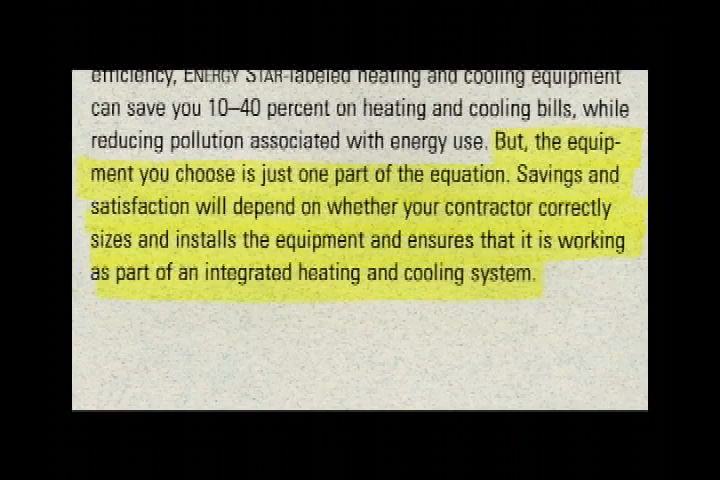 efficiency, ENERGY STAR-labeled heating and cooling equipment
can save you 10–40 percent on heating and cooling bills, while
reducing pollution associated with energy use. But, the equip-
ment you choose is just one part of the equation. Savings and
satisfaction will depend on whether your contractor correctly
sizes and installs the equipment and ensures that it is working
as part of an integrated heating and cooling system.